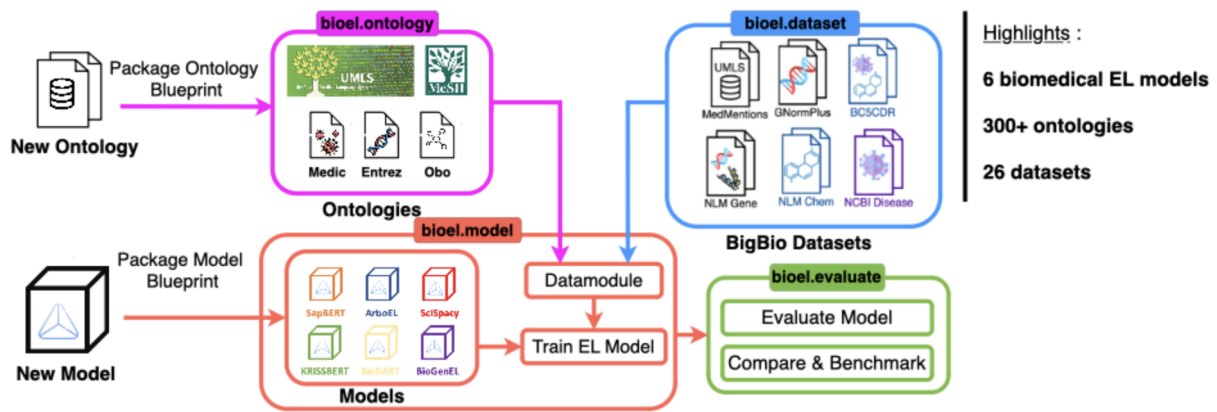 bioel.ontology
UMLS
MeSH
Package Ontology
Blueprint
New Ontology
Medic
Entrez
Obo
Ontologies
bioel.dataset
UMLS
MedMentions
GNormPlus
BC5CDR
NLM Gene
NLM Chem
NCBI Disease
BigBio Datasets
Highlights :
6 biomedical EL models
300+ ontologies
26 datasets
bioel.model
Package Model
Blueprint
New Model
SapBERT
ArboEL
SciSpacy
KRISSBERT
BioBART
BioGenEL
Models
Datamodule
Train EL Model
bioel.evaluate
Evaluate Model
Compare & Benchmark